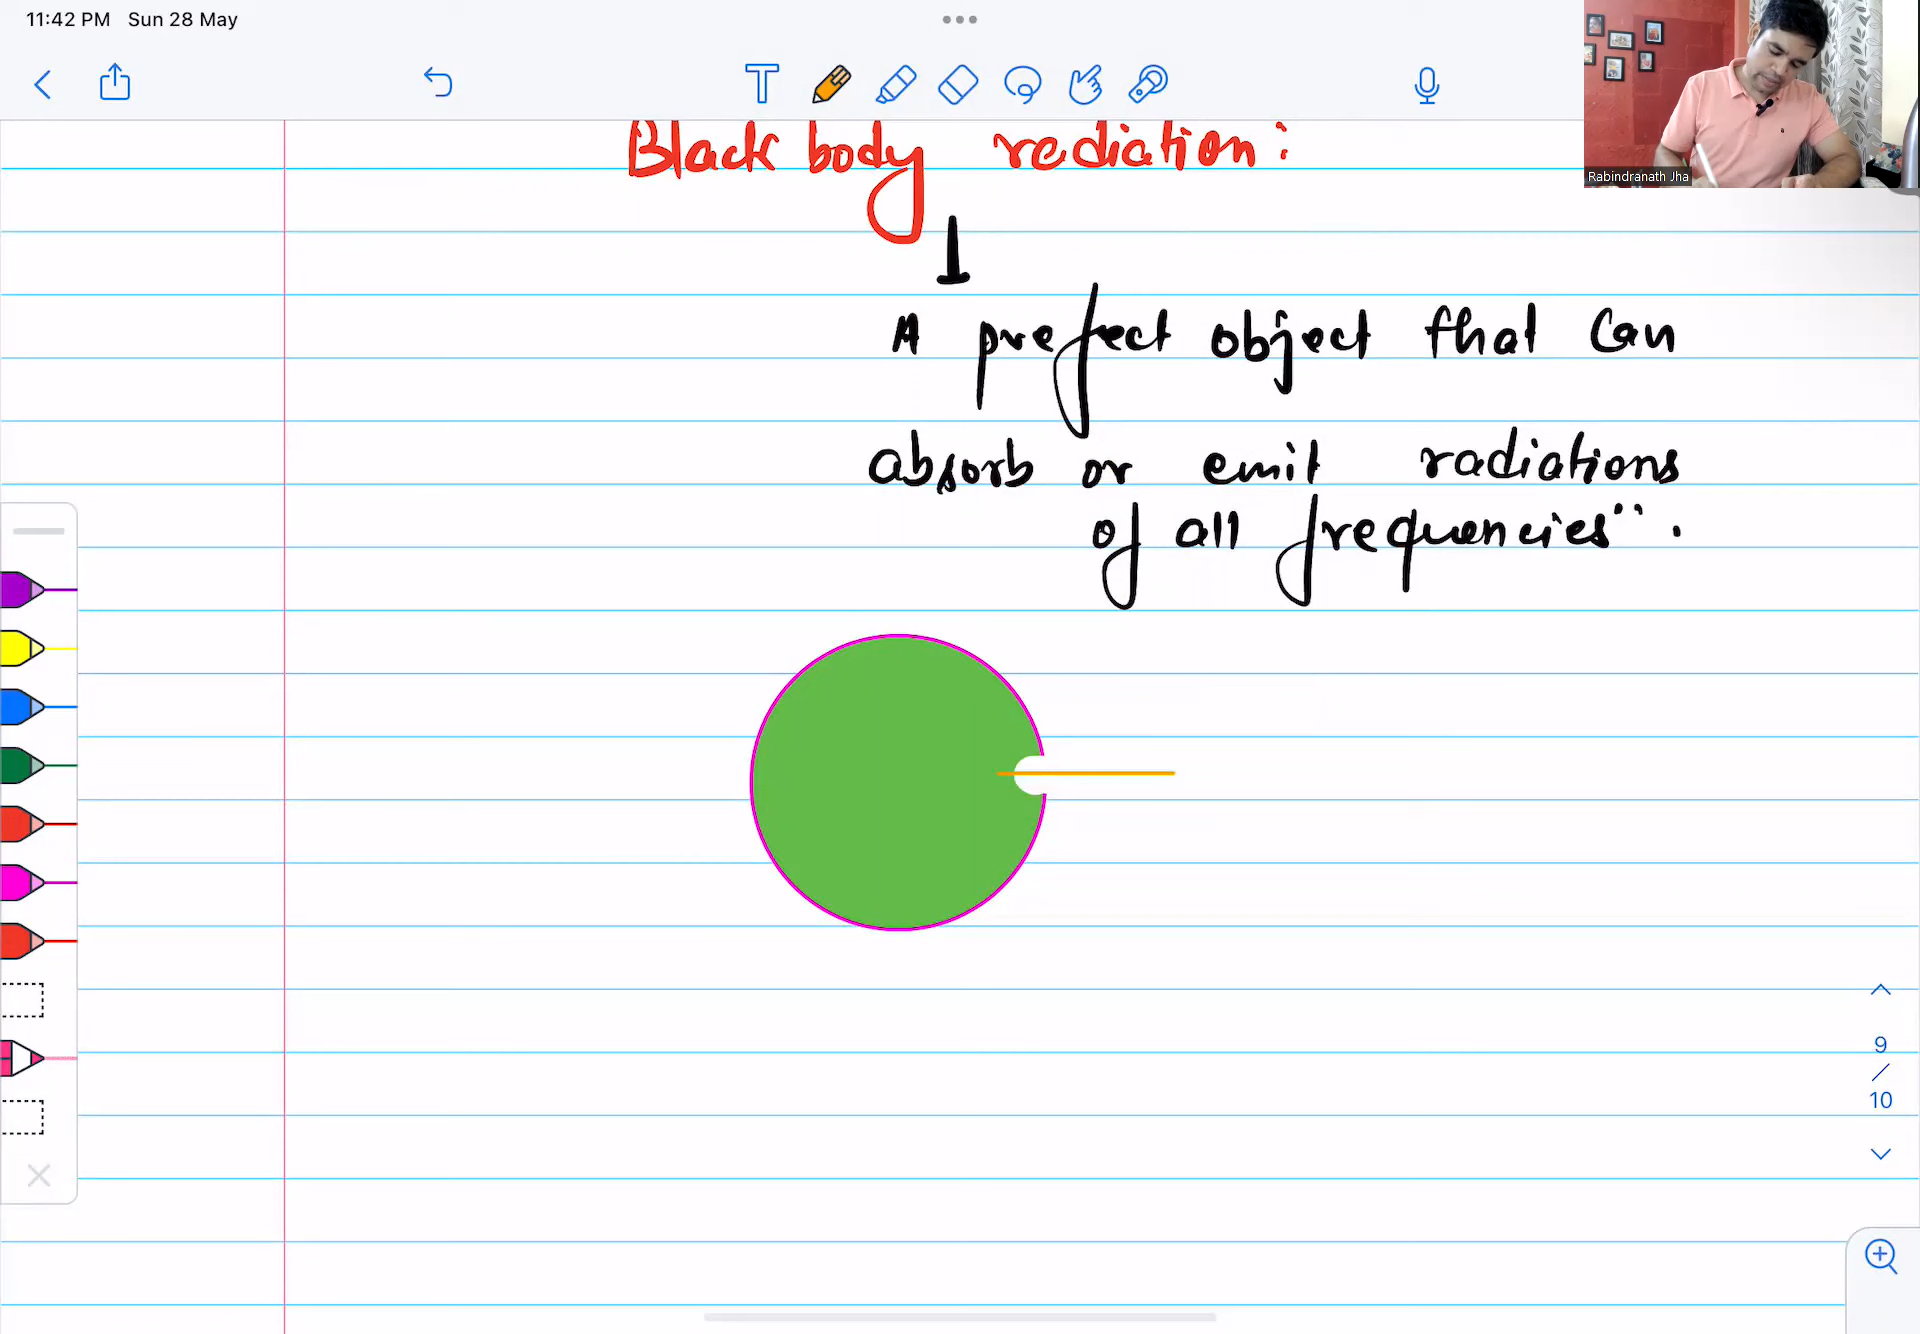 11:42 PM Sun 28 May
Rabindranath Jha
Black body rediation:
A prefect object that can
absorb or emit radiations
of all frequencies" .
9
/
10